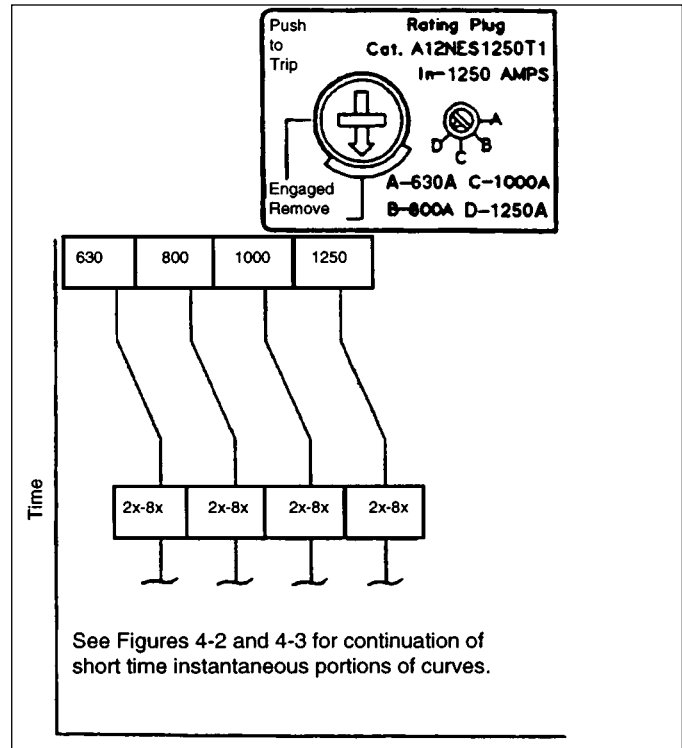 Push
to
Trip
Rating Plug
Cat. A12NES1250T1
In-1250 AMPS
A
B
C
D
Engaged
Remove
A-630A C-1000A
B-800A D-1250A
630 800 1000 1250
Time
2x-8x 2x-8x 2x-8x 2x-8x
See Figures 4-2 and 4-3 for continuation of
short time instantaneous portions of curves.